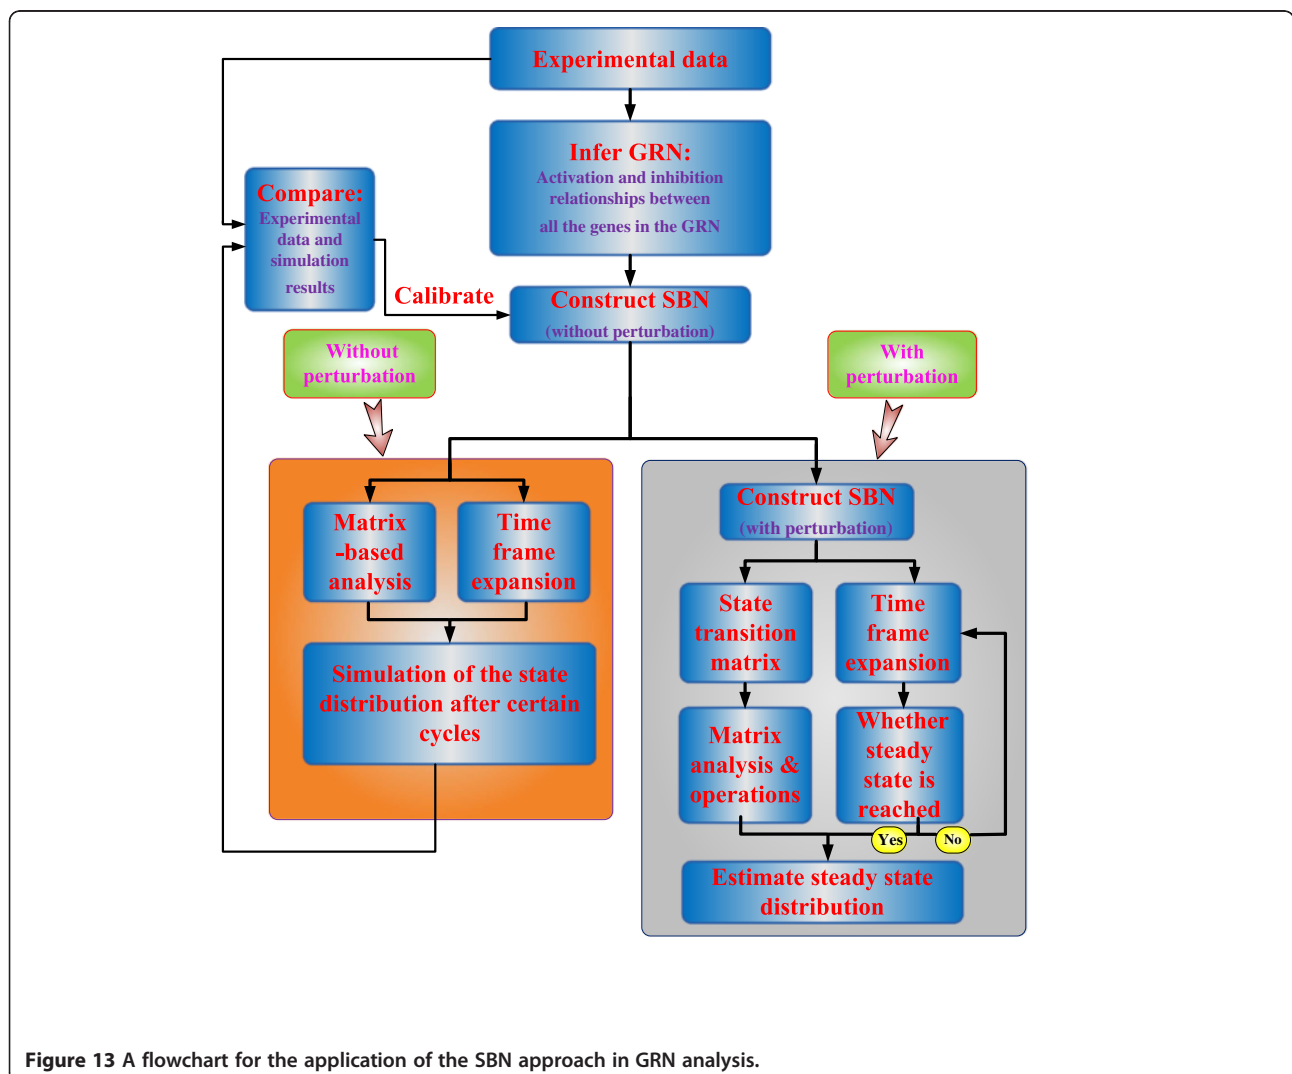 Experimental data
Infer GRN:
Activation and inhibition
relationships between
all the genes in the GRN
Compare:
Experimental
data and
simulation
results
Calibrate
Construct SBN
(without perturbation)
Without
perturbation
With
perturbation
Matrix
-based
analysis
Time
frame
expansion
Simulation of the state
distribution after certain
cycles
Construct SBN
(with perturbation)
State
transition
matrix
Time
frame
expansion
Matrix
analysis &
operations
Whether
steady
state is
reached
Yes
No
Estimate steady state
distribution
Figure 13 A flowchart for the application of the SBN approach in GRN analysis.